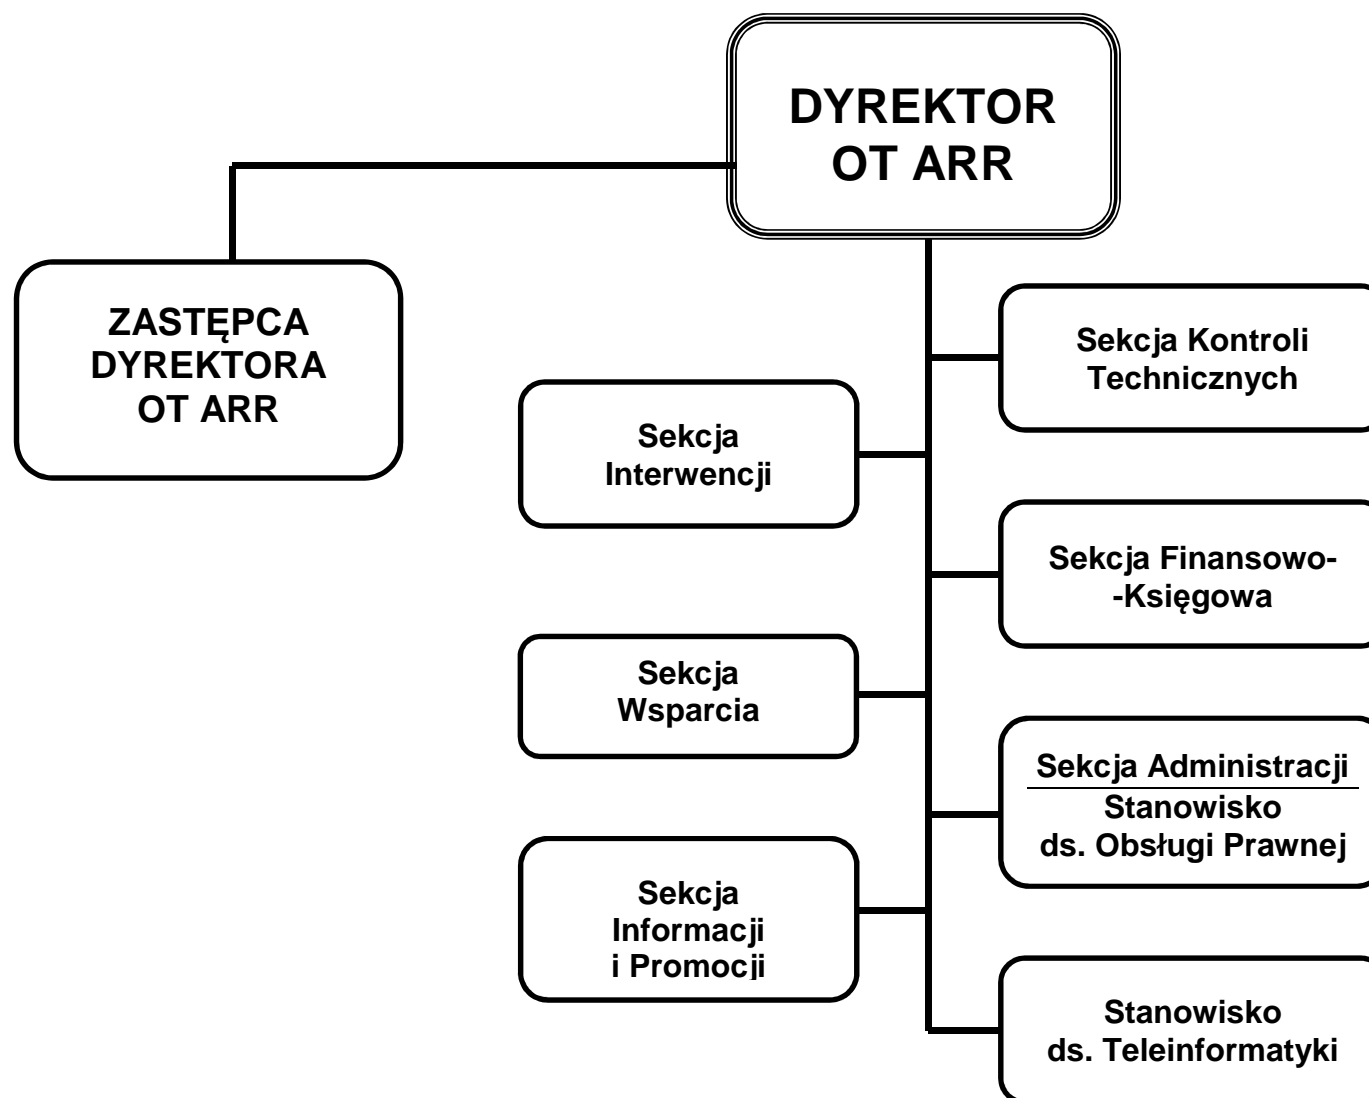 DYREKTOR
OT ARR
ZASTĘPCA
DYREKTORA
OT ARR
Sekcja Kontroli
Technicznych
Sekcja
Interwencji
Sekcja Finansowo-
-Księgowa
Sekcja
Wsparcia
Sekcja Administracji
Stanowisko
ds. Obsługi Prawnej
Sekcja
Informacji
i Promocji
Stanowisko
ds. Teleinformatyki